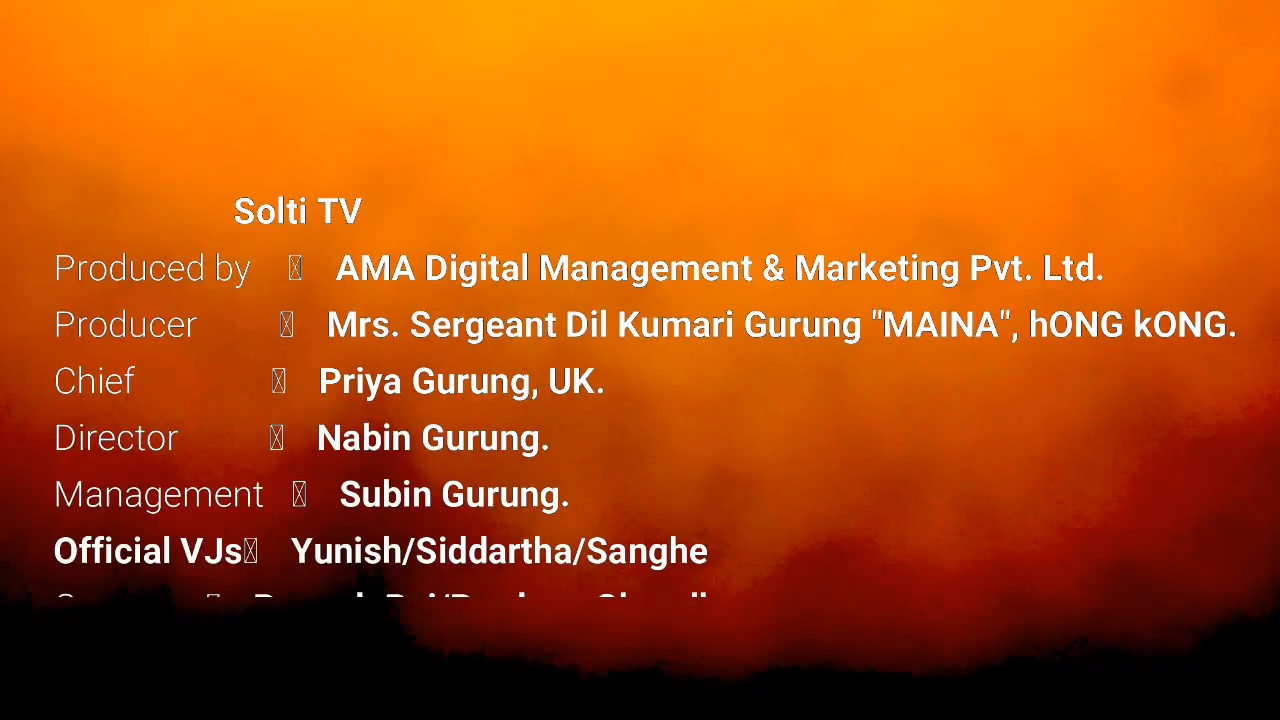 Solti TV
Produced by AMA Digital Management & Marketing Pvt. Ltd.
Producer Mrs. Sergeant Dil Kumari Gurung "MAINA", hONG kONG.
Chief Priya Gurung, UK.
Director Nabin Gurung.
Management Subin Gurung.
Official VJs Yunish/Siddartha/Sanghe